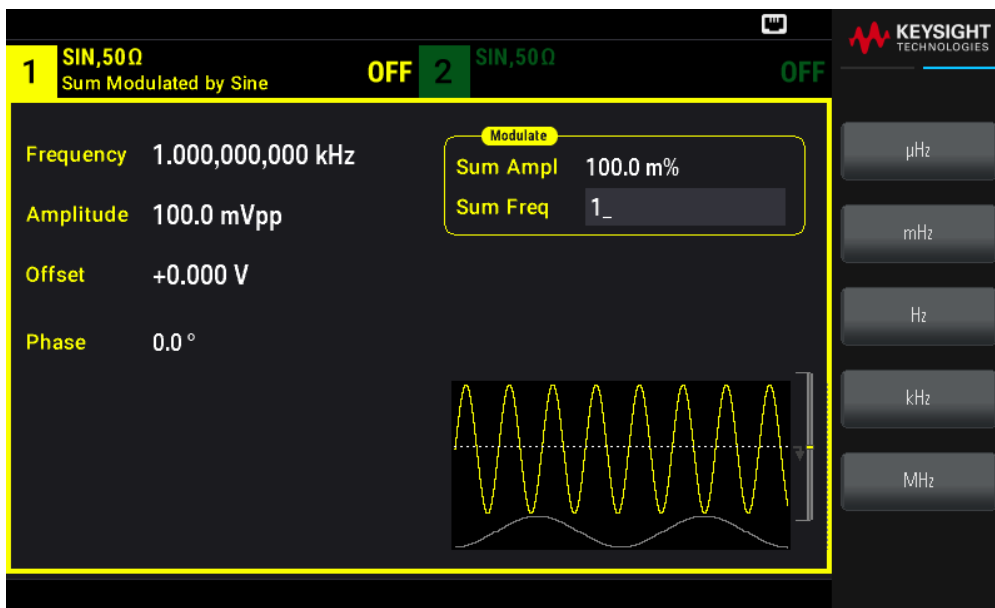 KEYSIGHT
TECHNOLOGIES
1
SIN,50Ω
Sum Modulated by Sine
OFF
2
SIN,50Ω
OFF
Frequency 1.000,000,000 kHz
Amplitude 100.0 mVpp
Offset +0.000 V
Phase 0.0 °
Modulate
Sum Ampl 100.0 m%
Sum Freq 1_
µHz
mHz
Hz
kHz
MHz